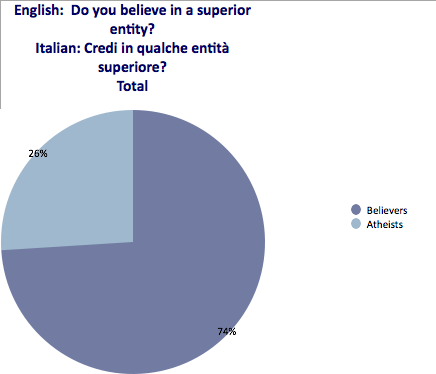 English:  Do you believe in a superior
entity?
Italian: Credi in qualche entità
superiore?
Total
26%
Believers
Atheists
74%